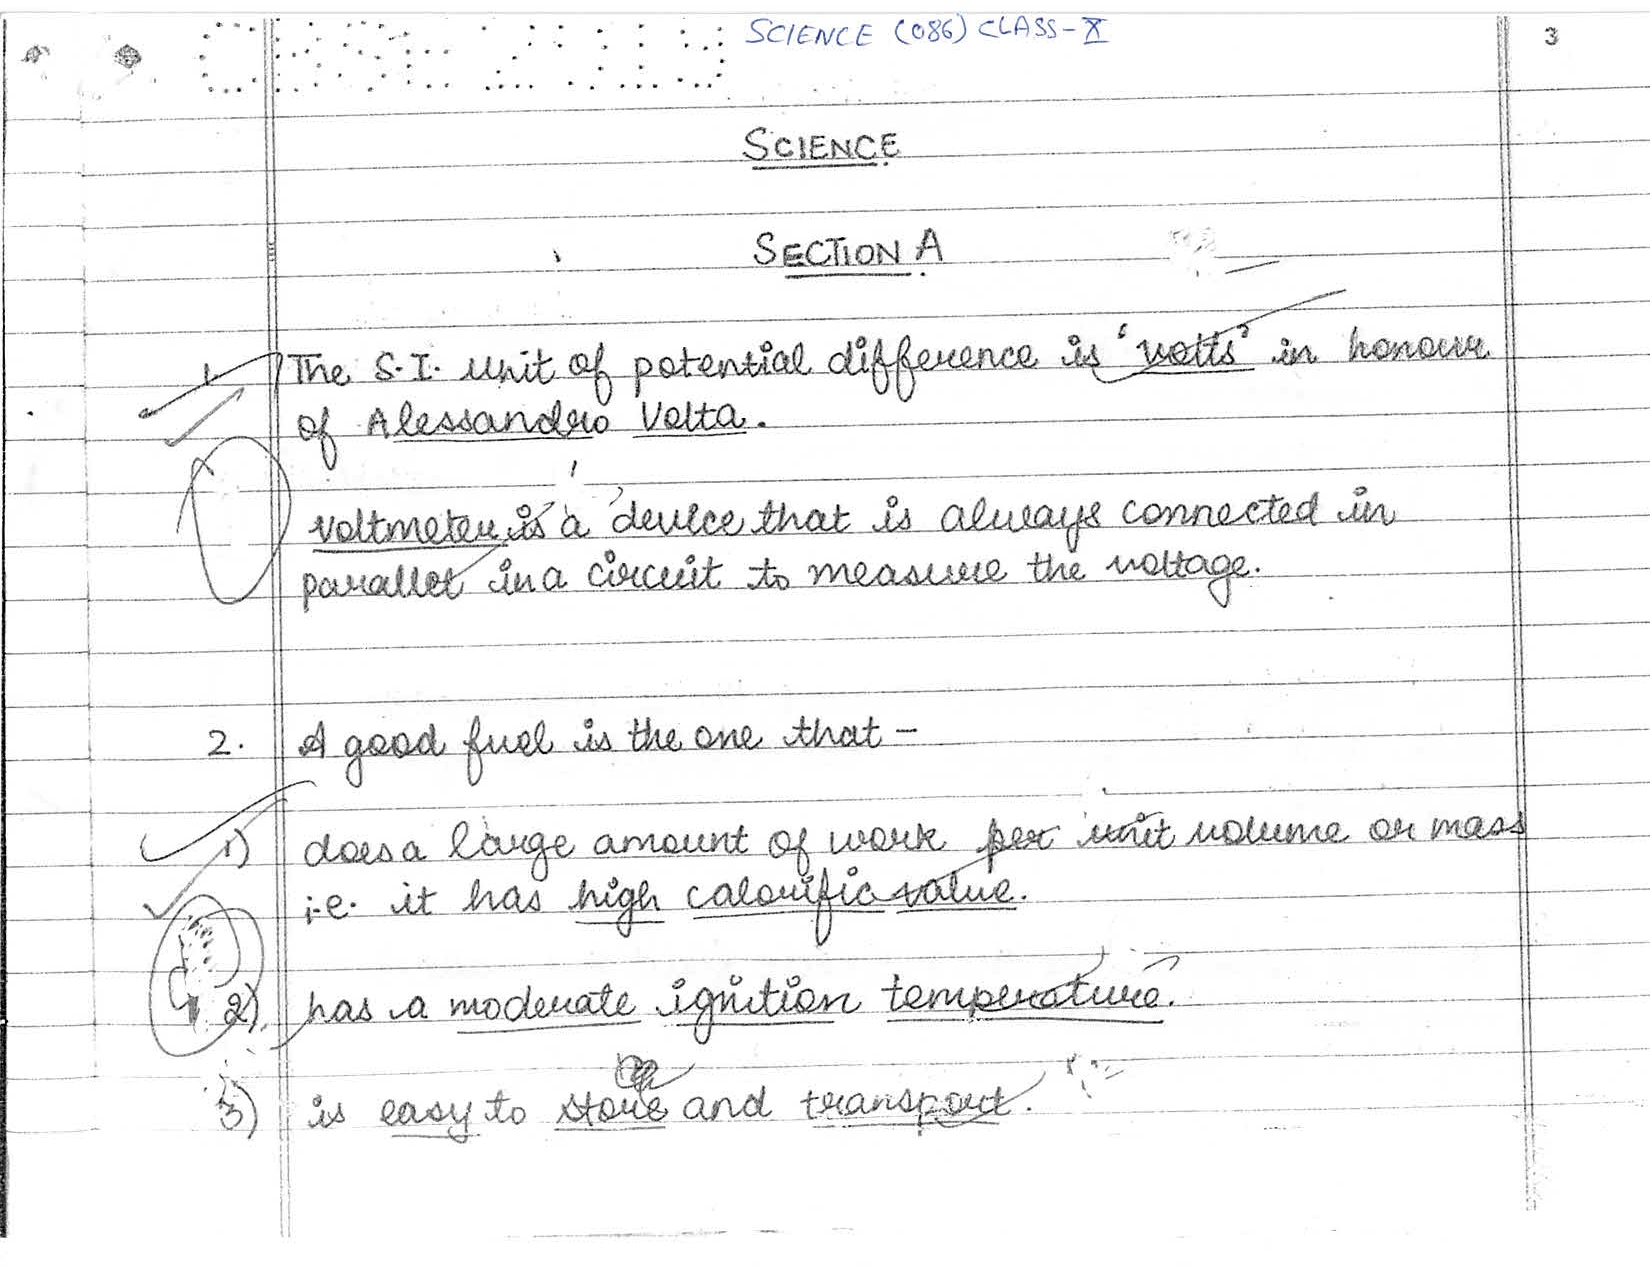 SCIENCE (086) CLASS-X
3
CBSE 2019
SCIENCE
SECTION A
1. The S.I. unit of potential difference is 'volts' in honour
of Alessandro Volta.
voltmeter is a device that is always connected in
parallel in a circuit to measure the voltage.
2. A good fuel is the one that –
1) does a large amount of work per unit volume or mass
i.e. it has high calorific value.
2) has a moderate ignition temperature.
3) is easy to store and transport.